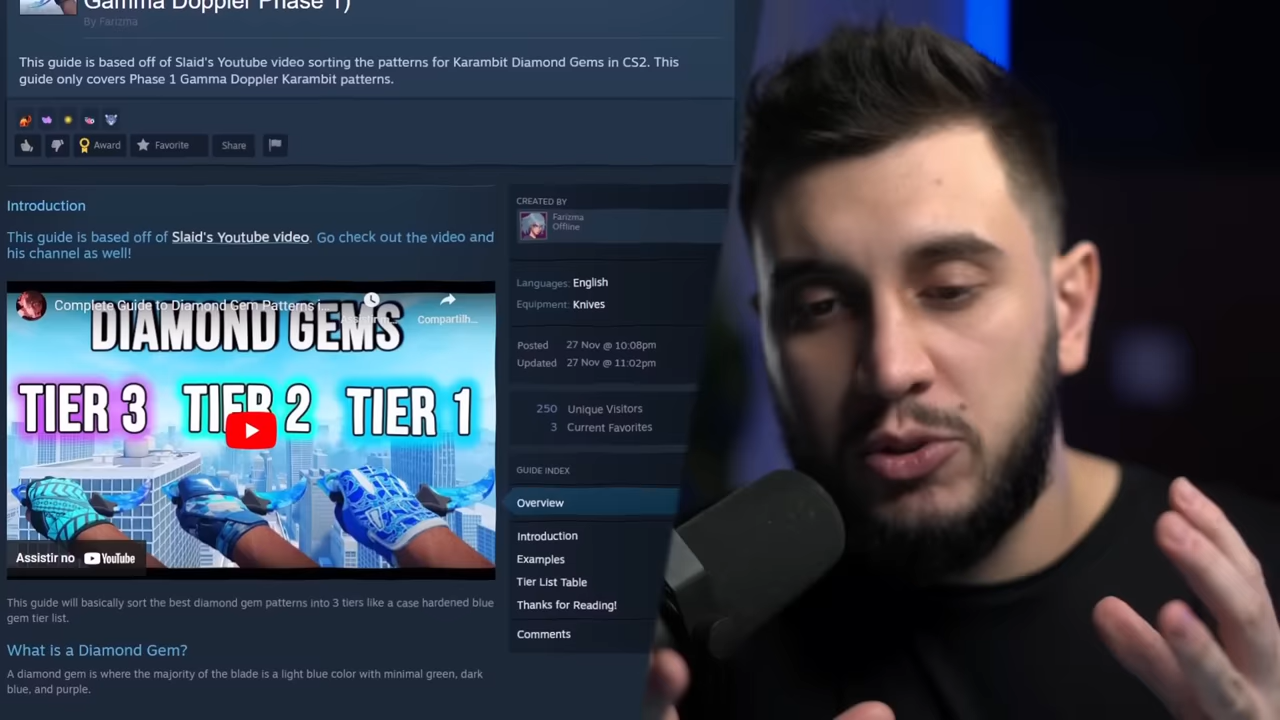 Gamma Doppler Phase 1)
By Farizma
This guide is based off of Slaid's Youtube video sorting the patterns for Karambit Diamond Gems in CS2. This
guide only covers Phase 1 Gamma Doppler Karambit patterns.
Award
Favorite
Share
Introduction
This guide is based off of Slaid's Youtube video. Go check out the video and
his channel as well!
Complete Guide to Diamond Gem Patterns i...
Compartilh...
DIAMOND GEMS
TIER 3 TIER 2 TIER 1
Assistir no YouTube
This guide will basically sort the best diamond gem patterns into 3 tiers like a case hardened blue
gem tier list.
What is a Diamond Gem?
A diamond gem is where the majority of the blade is a light blue color with minimal green, dark
blue, and purple.
CREATED BY
Farizma
Offline
Languages: English
Equipment: Knives
Posted 27 Nov @ 10:08pm
Updated 27 Nov @ 11:02pm
250 Unique Visitors
3 Current Favorites
GUIDE INDEX
Overview
Introduction
Examples
Tier List Table
Thanks for Reading!
Comments